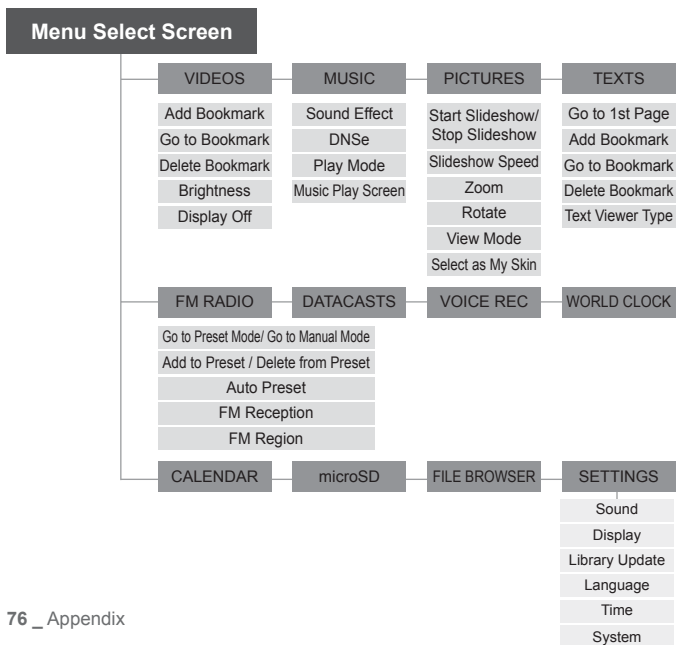 Menu Select Screen
VIDEOS
MUSIC
PICTURES
TEXTS
Add Bookmark
Go to Bookmark
Delete Bookmark
Brightness
Display Off
Sound Effect
DNSe
Play Mode
Music Play Screen
Start Slideshow/
Stop Slideshow
Slideshow Speed
Zoom
Rotate
View Mode
Select as My Skin
Go to 1st Page
Add Bookmark
Go to Bookmark
Delete Bookmark
Text Viewer Type
FM RADIO
DATACASTS
VOICE REC
WORLD CLOCK
Go to Preset Mode/ Go to Manual Mode
Add to Preset / Delete from Preset
Auto Preset
FM Reception
FM Region
CALENDAR
microSD
FILE BROWSER
SETTINGS
Sound
Display
Library Update
Language
Time
System
76 _ Appendix